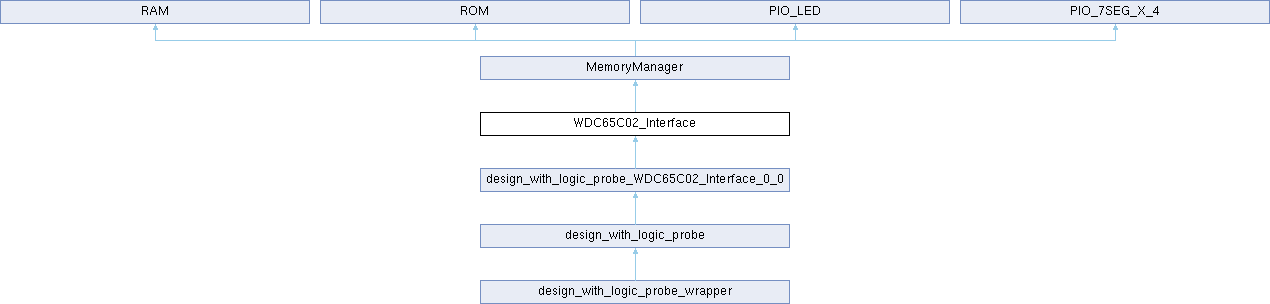 RAM
ROM
PIO_LED
PIO_7SEG_X_4
MemoryManager
WDC65C02_Interface
design_with_logic_probe_WDC65C02_Interface_0_0
design_with_logic_probe
design_with_logic_probe_wrapper